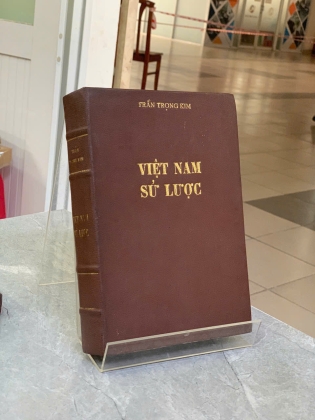 TRẦN TRỌNG KIM
VIỆT NAM
SỬ LƯỢC